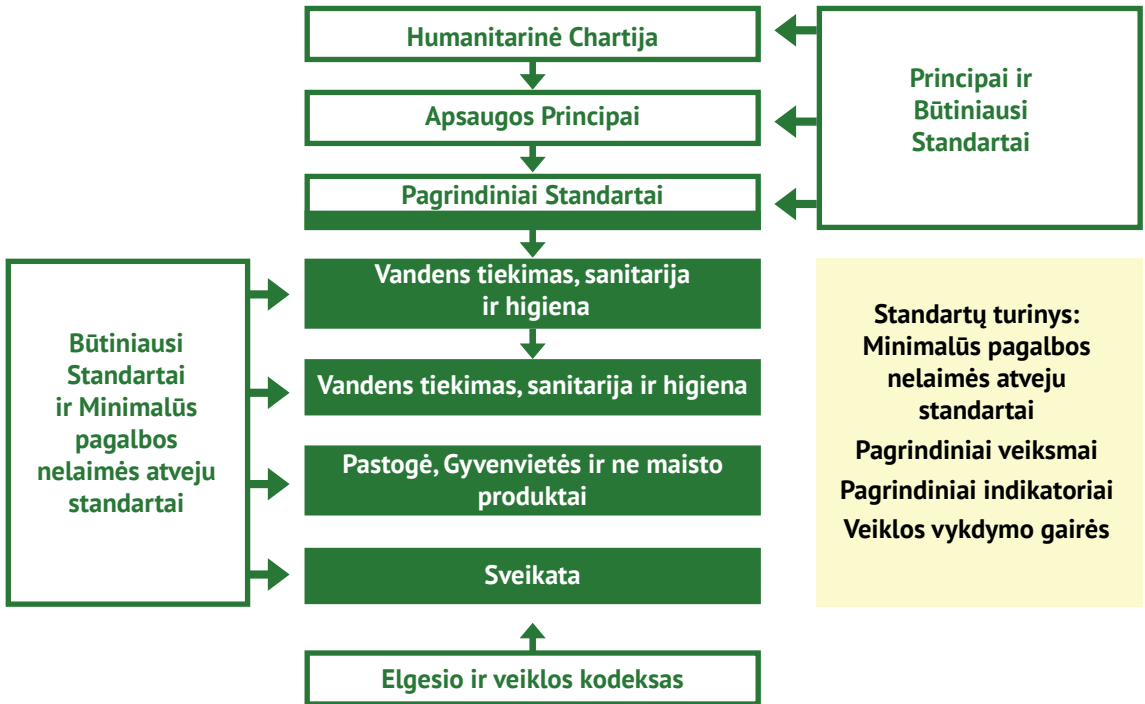 Humanitarinė Chartija
Apsaugos Principai
Pagrindiniai Standartai
Principai ir
Būtiniausi
Standartai
Vandens tiekimas, sanitarija
ir higiena
Vandens tiekimas, sanitarija ir higiena
Pastogė, Gyvenvietės ir ne maisto
produktai
Sveikata
Elgesio ir veiklos kodeksas
Būtiniausi
Standartai
ir Minimalūs
pagalbos
nelaimės atveju
standartai
Standartų turinys:
Minimalūs pagalbos
nelaimės atveju
standartai
Pagrindiniai veiksmai
Pagrindiniai indikatoriai
Veiklos vykdymo gairės